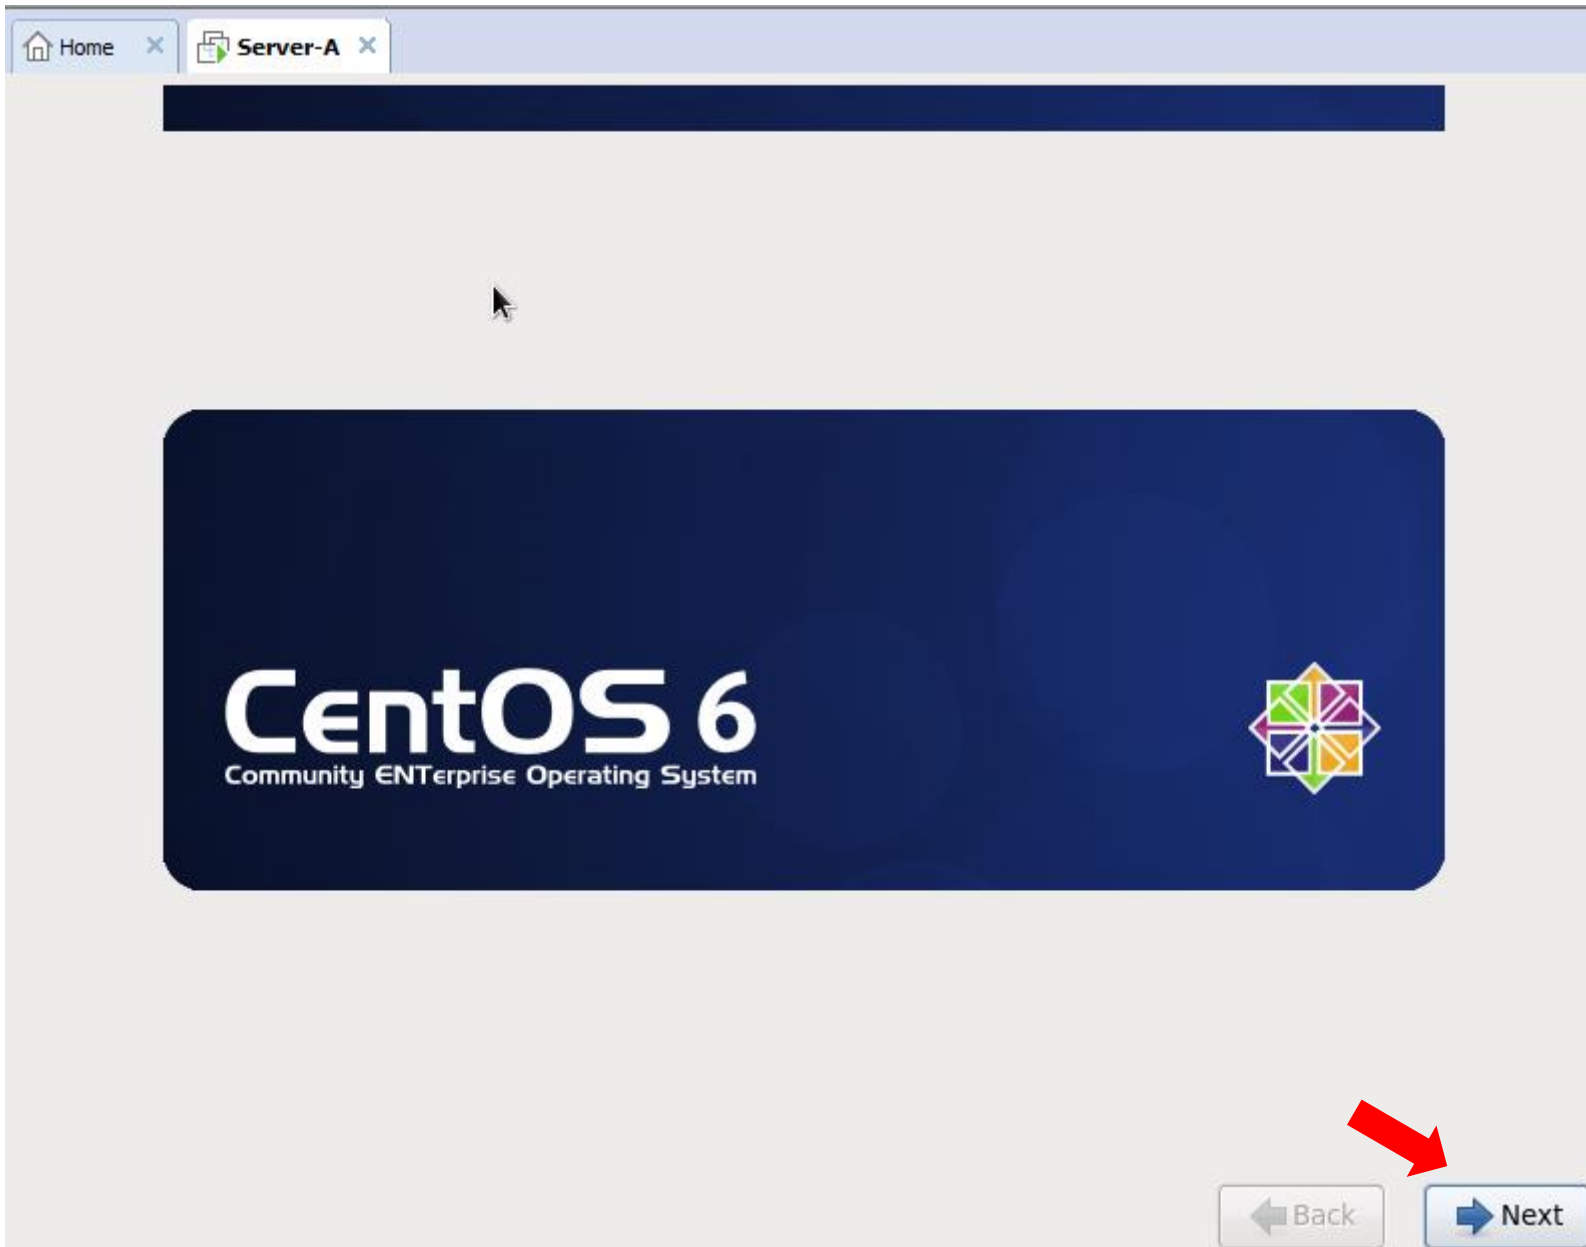 Home
Server-A
CentOS 6
Community ENTerprise Operating System
Back
Next